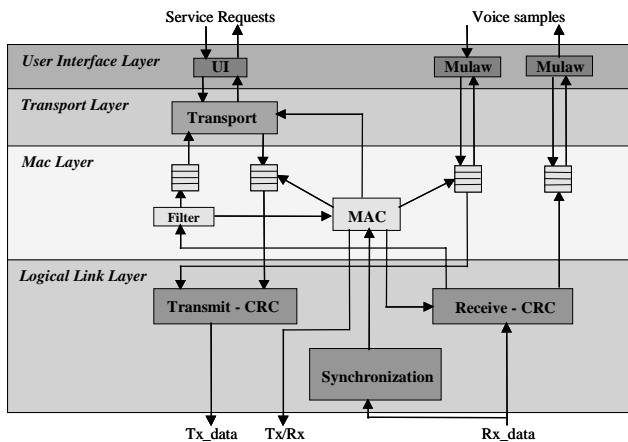 Service Requests
Voice samples
User Interface Layer
UI
Mulaw
Mulaw
Transport Layer
Transport
Mac Layer
Filter
MAC
Logical Link Layer
Transmit - CRC
Receive - CRC
Synchronization
Tx_data
Tx/Rx
Rx_data